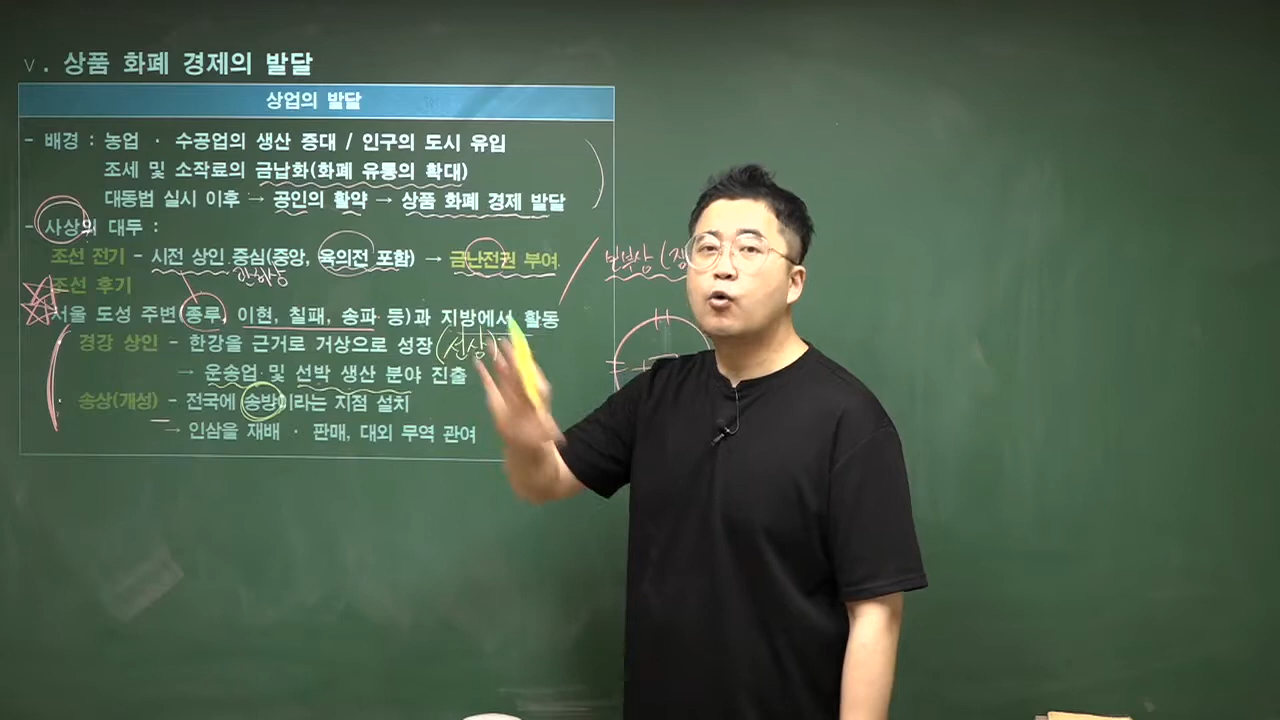 v. 상품 화폐 경제의 발달
상업의 발달
- 배경 : 농업 · 수공업의 생산 증대 / 인구의 도시 유입
조세 및 소작료의 금납화(화폐 유통의 확대)
대동법 실시 이후 → 공인의 활약 → 상품 화폐 경제 발달
- 사상의 대두 :
조선 전기 - 시전 상인 중심(중앙, 육의전 포함) → 금난전권 부여
보부상(장
조선 후기
서울 도성 주변(종루, 이현, 칠패, 송파 등)과 지방에서 활동
경강 상인 - 한강을 근거로 거상으로 성장
(선상)
→ 운송업 및 선박 생산 분야 진출
송상(개성) - 전국에 송방이라는 지점 설치
→ 인삼을 재배 · 판매, 대외 무역 관여